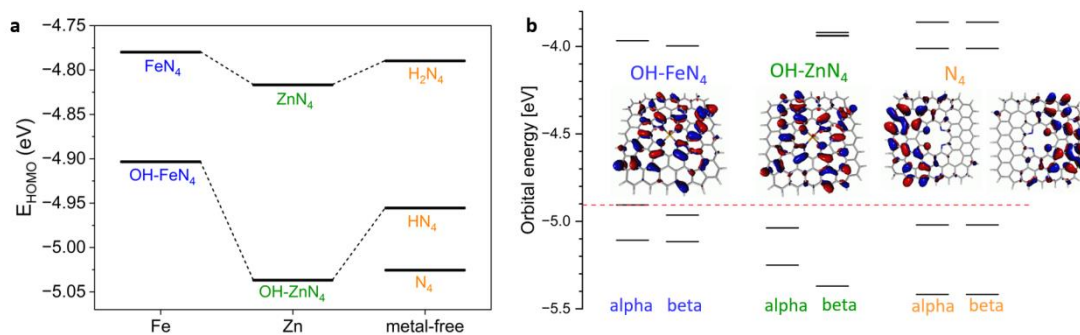 a
E_HOMO (eV)
−4.75
−4.80
−4.85
−4.90
−4.95
−5.00
−5.05
FeN₄
ZnN₄
H₂N₄
OH-FeN₄
HN₄
OH-ZnN₄
N₄
Fe
Zn
metal-free
b
Orbital energy [eV]
−4.0
−4.5
−5.0
−5.5
OH-FeN₄
OH-ZnN₄
N₄
alpha beta
alpha beta
alpha beta